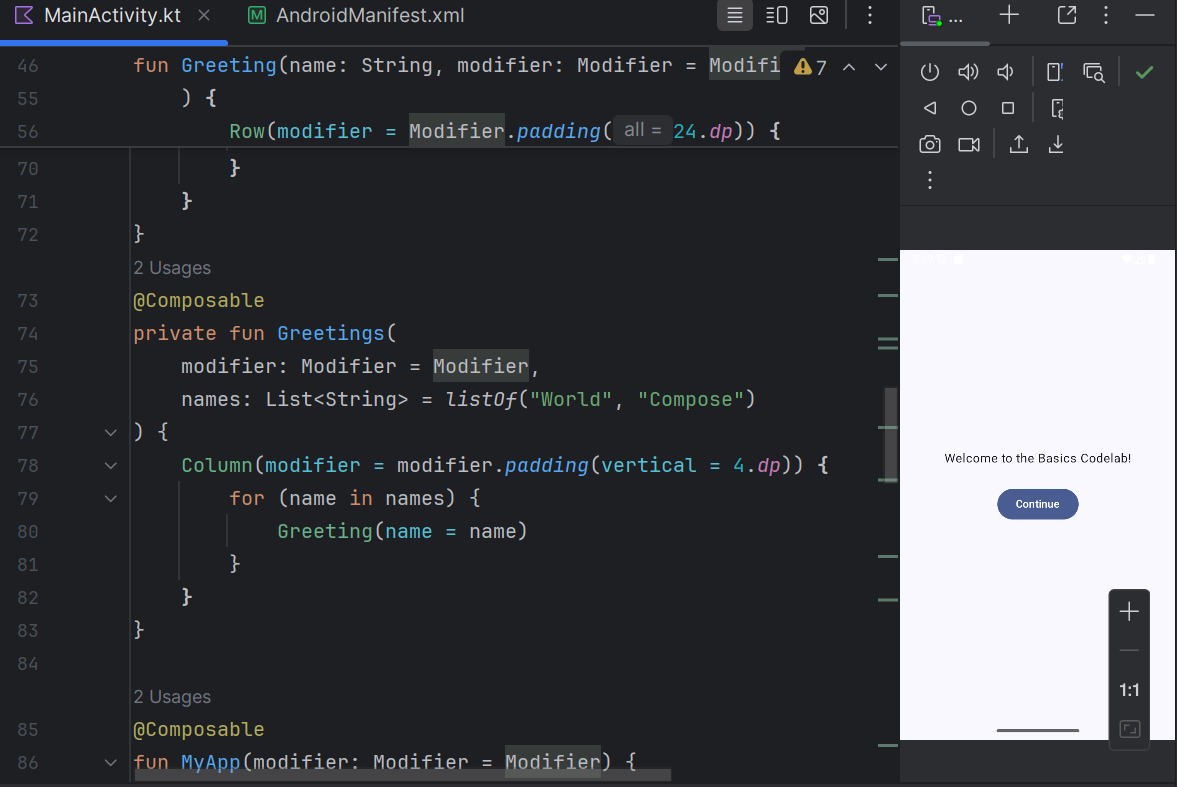 MainActivity.kt
AndroidManifest.xml
...
46 fun Greeting(name: String, modifier: Modifier = Modifi
7
55 ) {
56 Row(modifier = Modifier.padding( all = 24.dp)) {
70 }
71 }
72 }
2 Usages
73 @Composable
74 private fun Greetings(
75 modifier: Modifier = Modifier,
76 names: List<String> = listOf("World", "Compose")
77 ) {
78 Column(modifier = modifier.padding(vertical = 4.dp)) {
79 for (name in names) {
80 Greeting(name = name)
81 }
82 }
83 }
84
2 Usages
85 @Composable
86 fun MyApp(modifier: Modifier = Modifier) {
Welcome to the Basics Codelab!
Continue
1:1